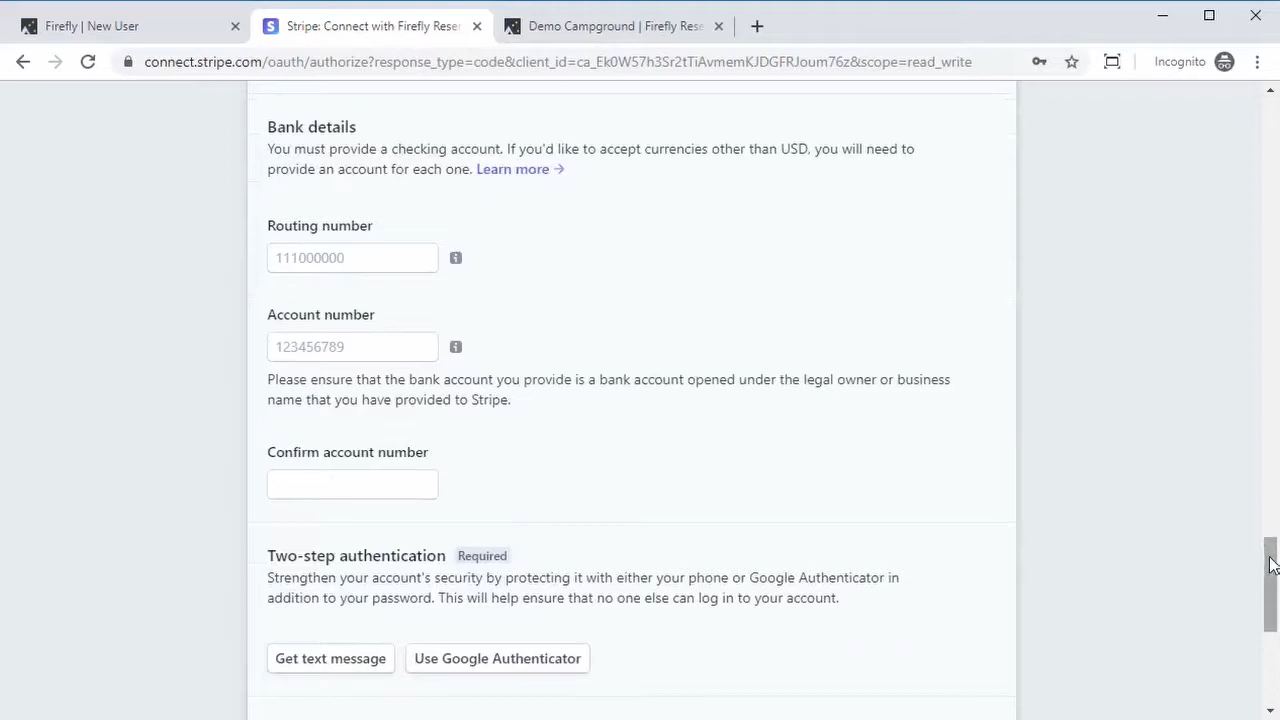 Firefly | New User
Stripe: Connect with Firefly Reser
Demo Campground | Firefly Rese
connect.stripe.com/oauth/authorize?response_type=code&client_id=ca_Ek0W57h3Sr2tTiAvmemKJDGFRJoum76z&scope=read_write
Incognito
Bank details
You must provide a checking account. If you'd like to accept currencies other than USD, you will need to
provide an account for each one. Learn more →
Routing number
111000000
Account number
123456789
Please ensure that the bank account you provide is a bank account opened under the legal owner or business
name that you have provided to Stripe.
Confirm account number
Two-step authentication Required
Strengthen your account's security by protecting it with either your phone or Google Authenticator in
addition to your password. This will help ensure that no one else can log in to your account.
Get text message Use Google Authenticator